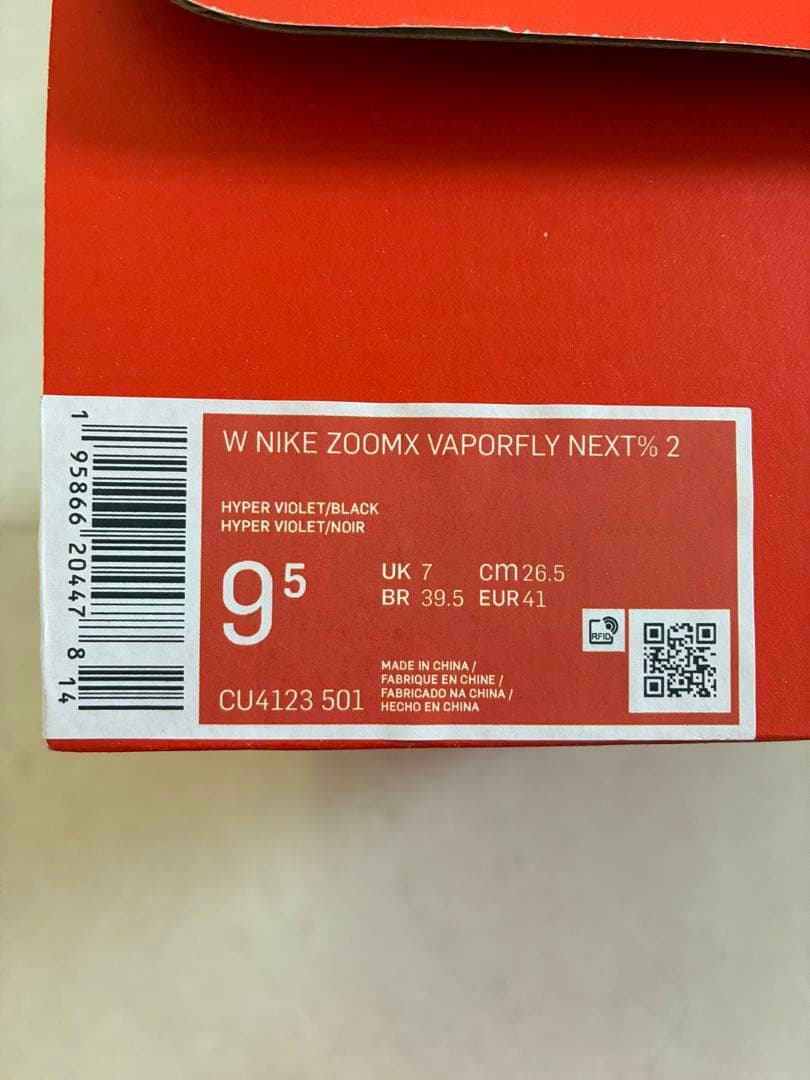 W NIKE ZOOMX VAPORFLY NEXT% 2
HYPER VIOLET/BLACK
HYPER VIOLET/NOIR
9 5
UK 7 cm 26.5
BR 39.5 EUR 41
RFID
CU4123 501
MADE IN CHINA /
FABRIQUE EN CHINE /
FABRICADO NA CHINA /
HECHO EN CHINA
1 95866 20447 8 14